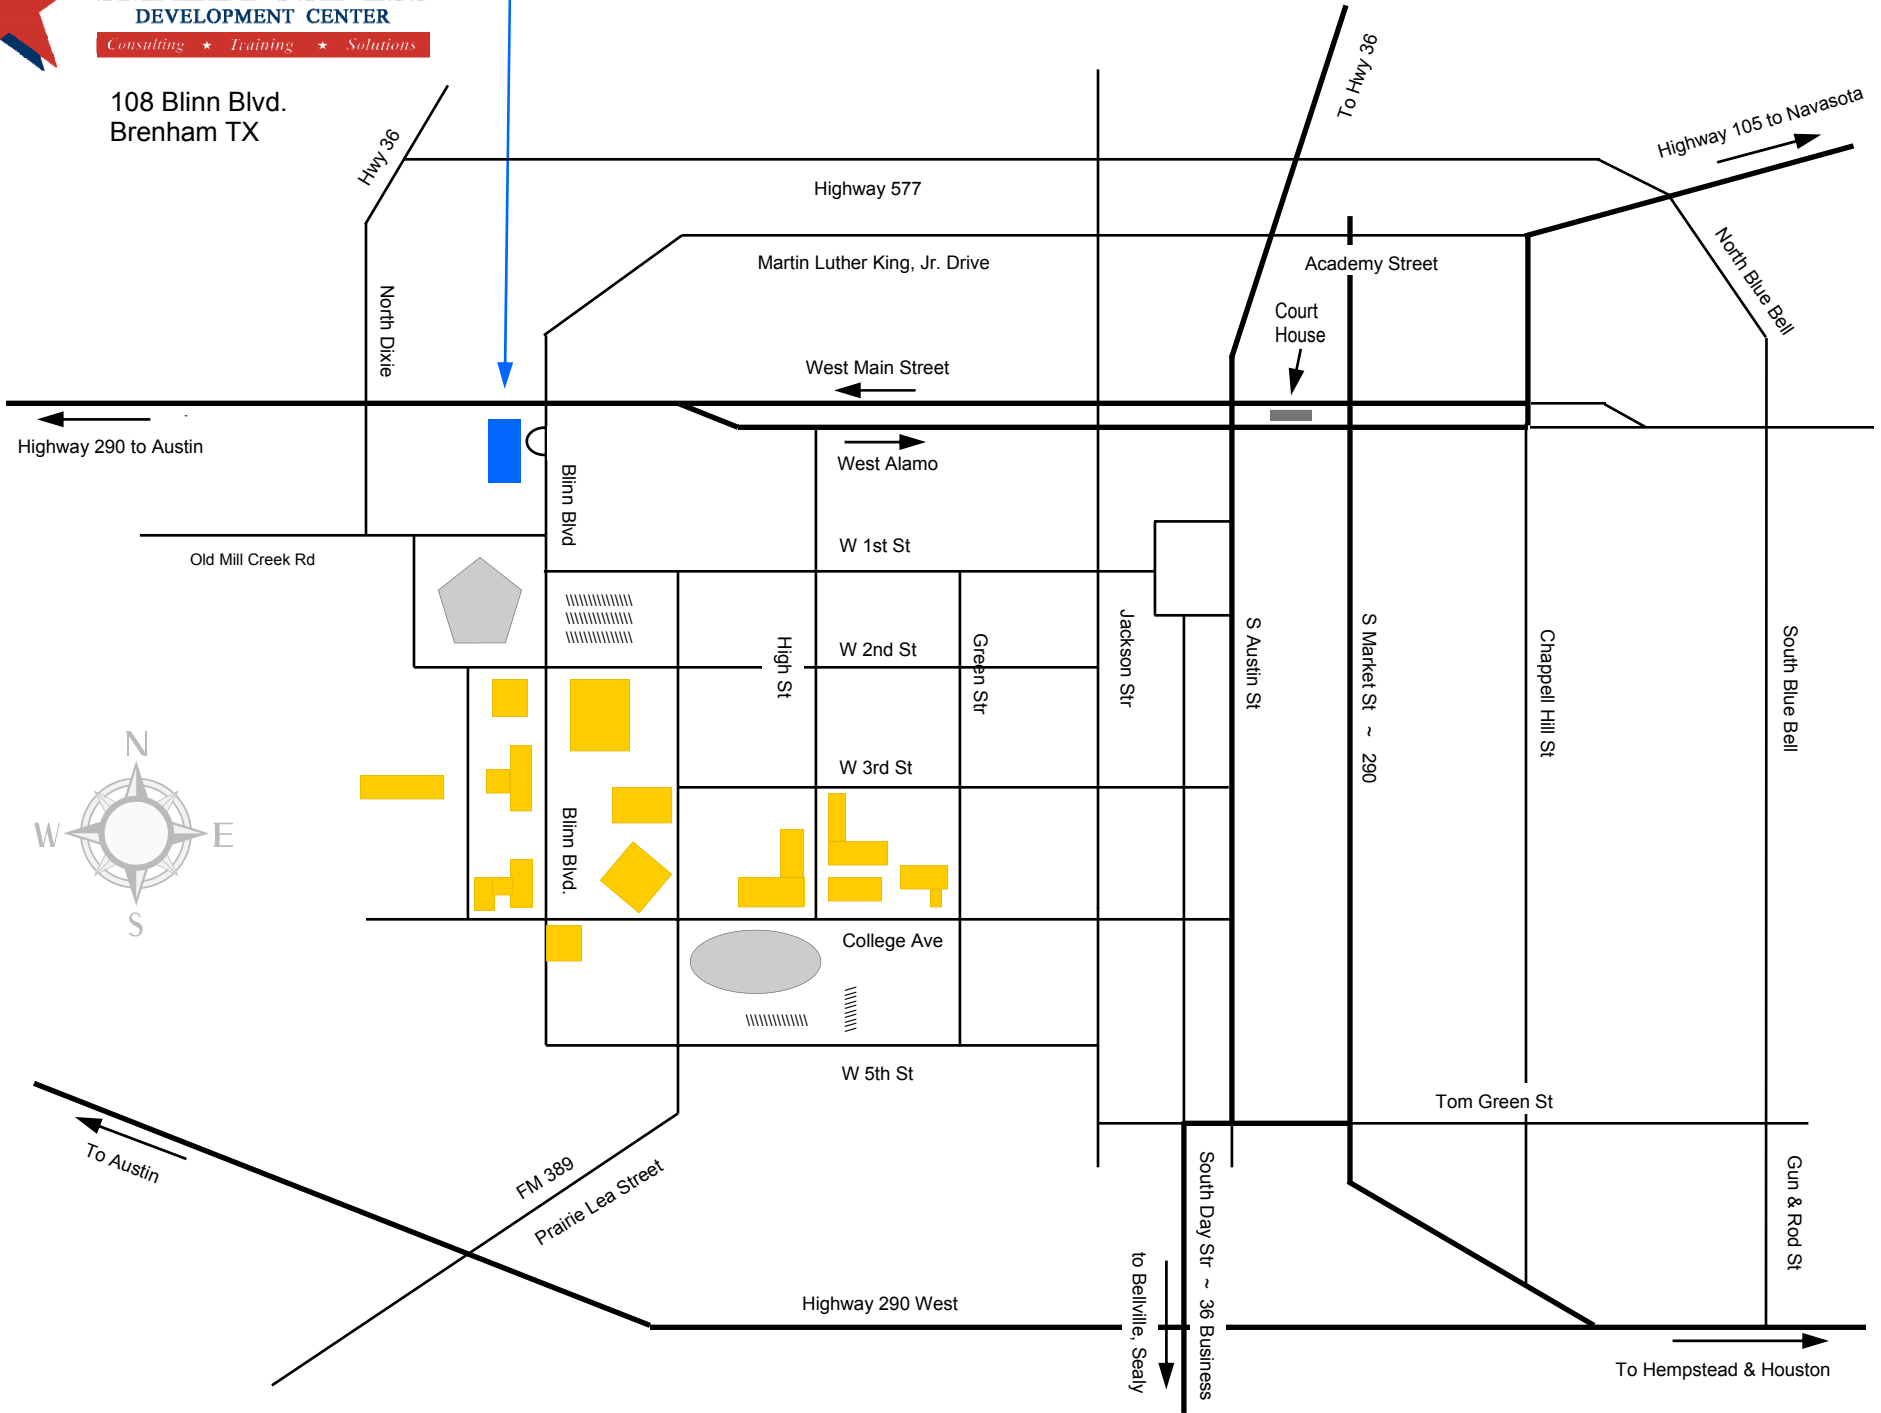 DEVELOPMENT CENTER
Consulting ★ Training ★ Solutions
108 Blinn Blvd.
Brenham TX
Hwy 36
To Hwy 36
Highway 105 to Navasota
Highway 577
Martin Luther King, Jr. Drive
Academy Street
North Blue Bell
North Dixie
Court
House
West Main Street
Highway 290 to Austin
West Alamo
Blinn Blvd
W 1st St
Old Mill Creek Rd
High St
W 2nd St
Green Str
Jackson Str
S Austin St
S Market St ~ 290
Chappell Hill St
South Blue Bell
N
W
E
S
W 3rd St
Blinn Blvd.
College Ave
W 5th St
Tom Green St
To Austin
FM 389
Prairie Lea Street
South Day Str ~ 36 Business
to Bellville, Sealy
Gun & Rod St
Highway 290 West
To Hempstead & Houston